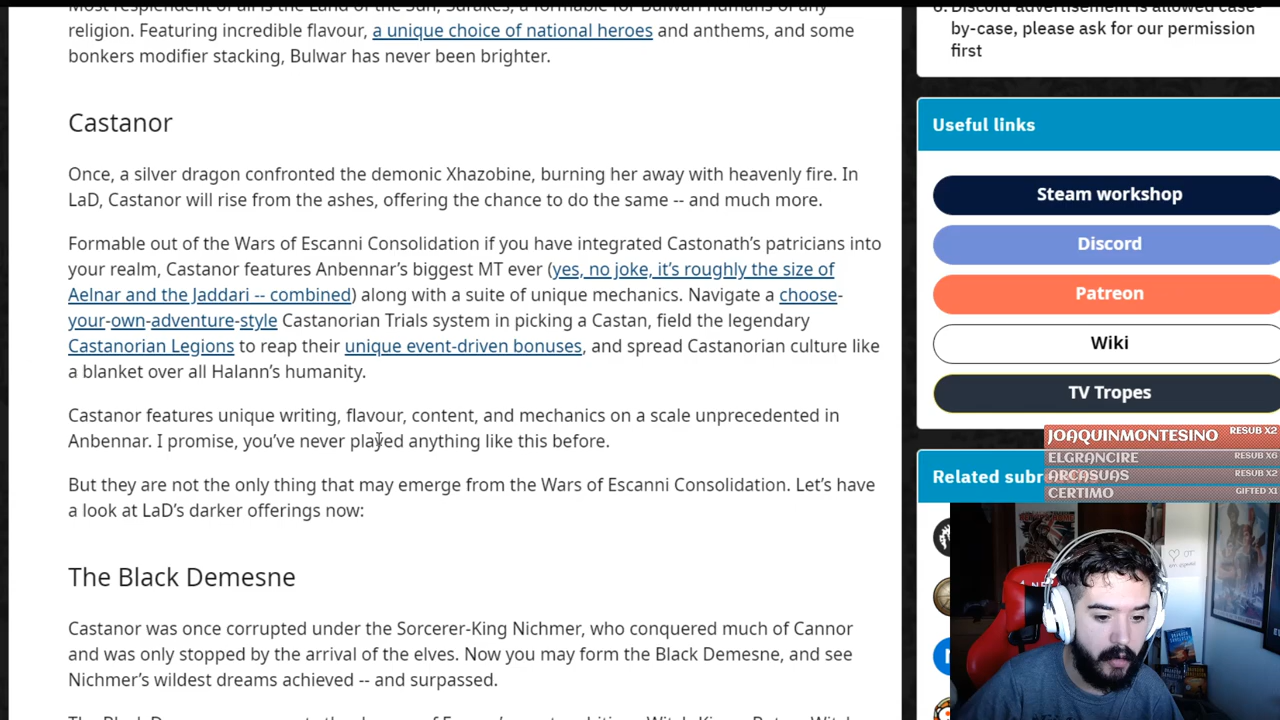 Most resplendent of all is the Land of the Sun, Surakes, a formable for Bulwari humans of any
religion. Featuring incredible flavour, a unique choice of national heroes and anthems, and some
bonkers modifier stacking, Bulwar has never been brighter.
Castanor
Once, a silver dragon confronted the demonic Xhazobine, burning her away with heavenly fire. In
LaD, Castanor will rise from the ashes, offering the chance to do the same -- and much more.
Formable out of the Wars of Escanni Consolidation if you have integrated Castonath’s patricians into
your realm, Castanor features Anbennar’s biggest MT ever (yes, no joke, it’s roughly the size of
Aelnar and the Jaddari -- combined) along with a suite of unique mechanics. Navigate a choose-
your-own-adventure-style Castanorian Trials system in picking a Castan, field the legendary
Castanorian Legions to reap their unique event-driven bonuses, and spread Castanorian culture like
a blanket over all Halann’s humanity.
Castanor features unique writing, flavour, content, and mechanics on a scale unprecedented in
Anbennar. I promise, you’ve never played anything like this before.
But they are not the only thing tht may emerge from the Wars of Escanni Consolidation. Let’s have
a look at LaD’s darker offerings now:
The Black Demesne
Castanor was once corrupted under the Sorcerer-King Nichmer, who conquered much of Cannor
and was only stopped by the arrival of the elves. Now you may form the Black Demesne, and see
Nichmer’s wildest dreams achieved -- and surpassed.
Discord advertisement is allowed case-
by-case, please ask for our permission
first
Useful links
Steam workshop
Discord
Patreon
Wiki
TV Tropes
Related subr
JOAQUINMONTESINO RESUB X2
ELGRANCIRE RESUB X6
ARCASUAS RESUB X2
CERTIMO GIFTED X1